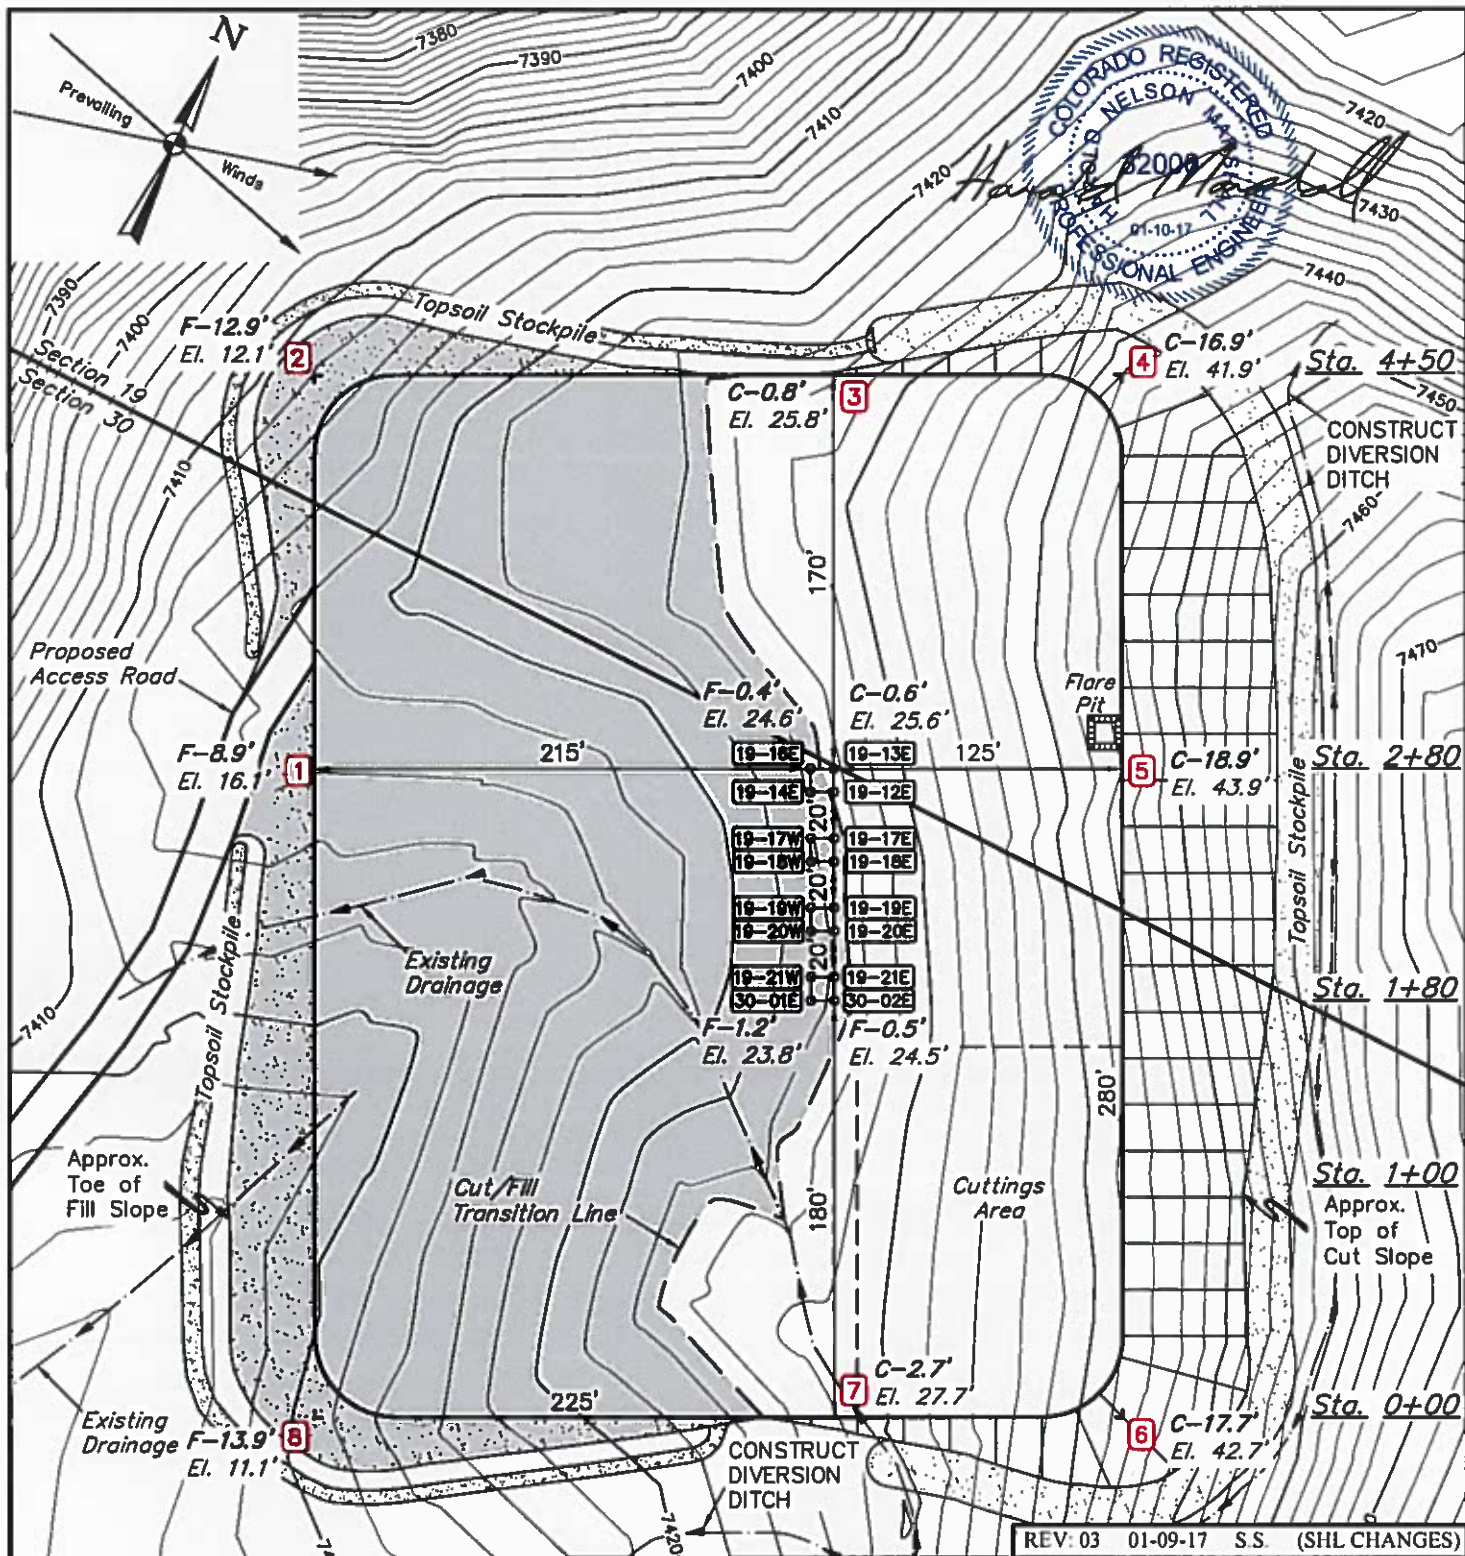 N
Prevailing
Winds
7380
7390
7400
7410
7420
COLORADO REGISTERED
HAROLD NELSON MARSHALL
01-10-17
PROFESSIONAL ENGINEER
7420
7430
7440
7450
7460
7470
7390
7400
Section 19
Section 30
7410
F-12.9'
El. 12.1'
2
Topsoil Stockpile
C-0.8'
El. 25.8'
3
C-16.9'
El. 41.9'
4
Sta. 4+50
CONSTRUCT
DIVERSION
DITCH
170'
Proposed
Access Road
F-0.4'
El. 24.6'
C-0.6'
El. 25.6'
Flare
Pit
F-8.9'
El. 16.1'
1
215'
125'
5
C-18.9'
El. 43.9'
Sta. 2+80
19-16E
19-13E
19-14E
19-12E
20'
19-17W
19-17E
19-18W
19-18E
20'
19-19W
19-19E
19-20W
19-20E
20'
19-21W
19-21E
30-01E
30-02E
Topsoil Stockpile
Existing
Drainage
7410
Topsoil Stockpile
Sta. 1+80
F-1.2'
El. 23.8'
F-0.5'
El. 24.5'
280'
Approx.
Toe of
Fill Slope
Cut/Fill
Transition Line
180'
Cuttings
Area
Sta. 1+00
Approx.
Top of
Cut Slope
225'
7
C-2.7'
El. 27.7'
Sta. 0+00
Existing
Drainage
F-13.9'
El. 11.1'
8
6
C-17.7'
El. 42.7'
CONSTRUCT
DIVERSION
DITCH
7420
REV: 03 01-09-17 S.S. (SHL CHANGES)